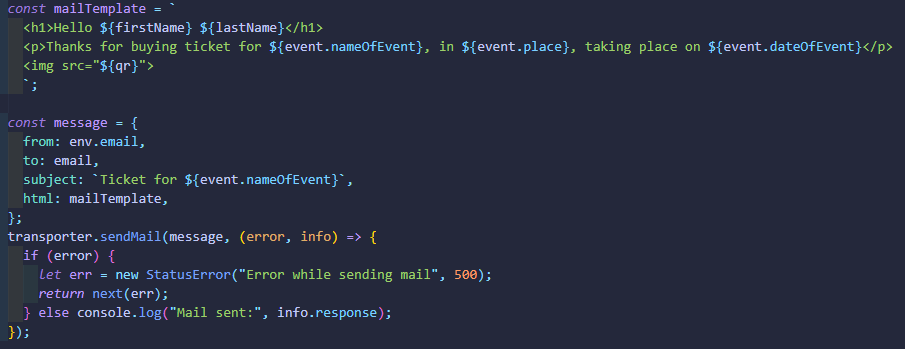 const mailTemplate = `
<h1>Hello ${firstName} ${lastName}</h1>
<p>Thanks for buying ticket for ${event.nameOfEvent}, in ${event.place}, taking place on ${event.dateOfEvent}</p>
<img src="${qr}">
`;
const message = {
from: env.email,
to: email,
subject: `Ticket for ${event.nameOfEvent}`,
html: mailTemplate,
};
transporter.sendMail(message, (error, info) => {
if (error) {
let err = new StatusError("Error while sending mail", 500);
return next(err);
} else console.log("Mail sent:", info.response);
});